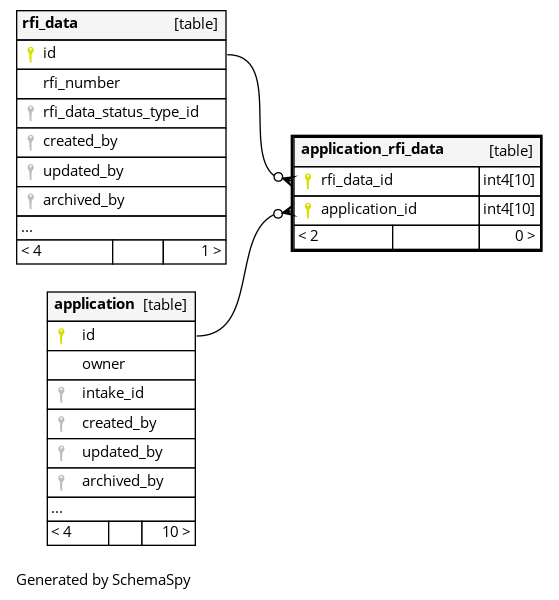 rfi_data [table]
id
rfi_number
rfi_data_status_type_id
created_by
updated_by
archived_by
...
< 4 1 >
application_rfi_data [table]
rfi_data_id int4[10]
application_id int4[10]
< 2 0 >
application [table]
id
owner
intake_id
created_by
updated_by
archived_by
...
< 4 10 >
Generated by SchemaSpy